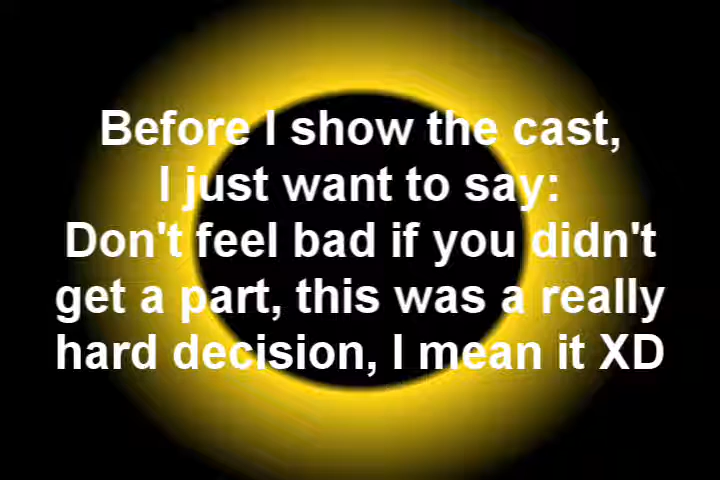 Before I show the cast,
I just want to say:
Don't feel bad if you didn't
get a part, this was a really
hard decision, I mean it XD